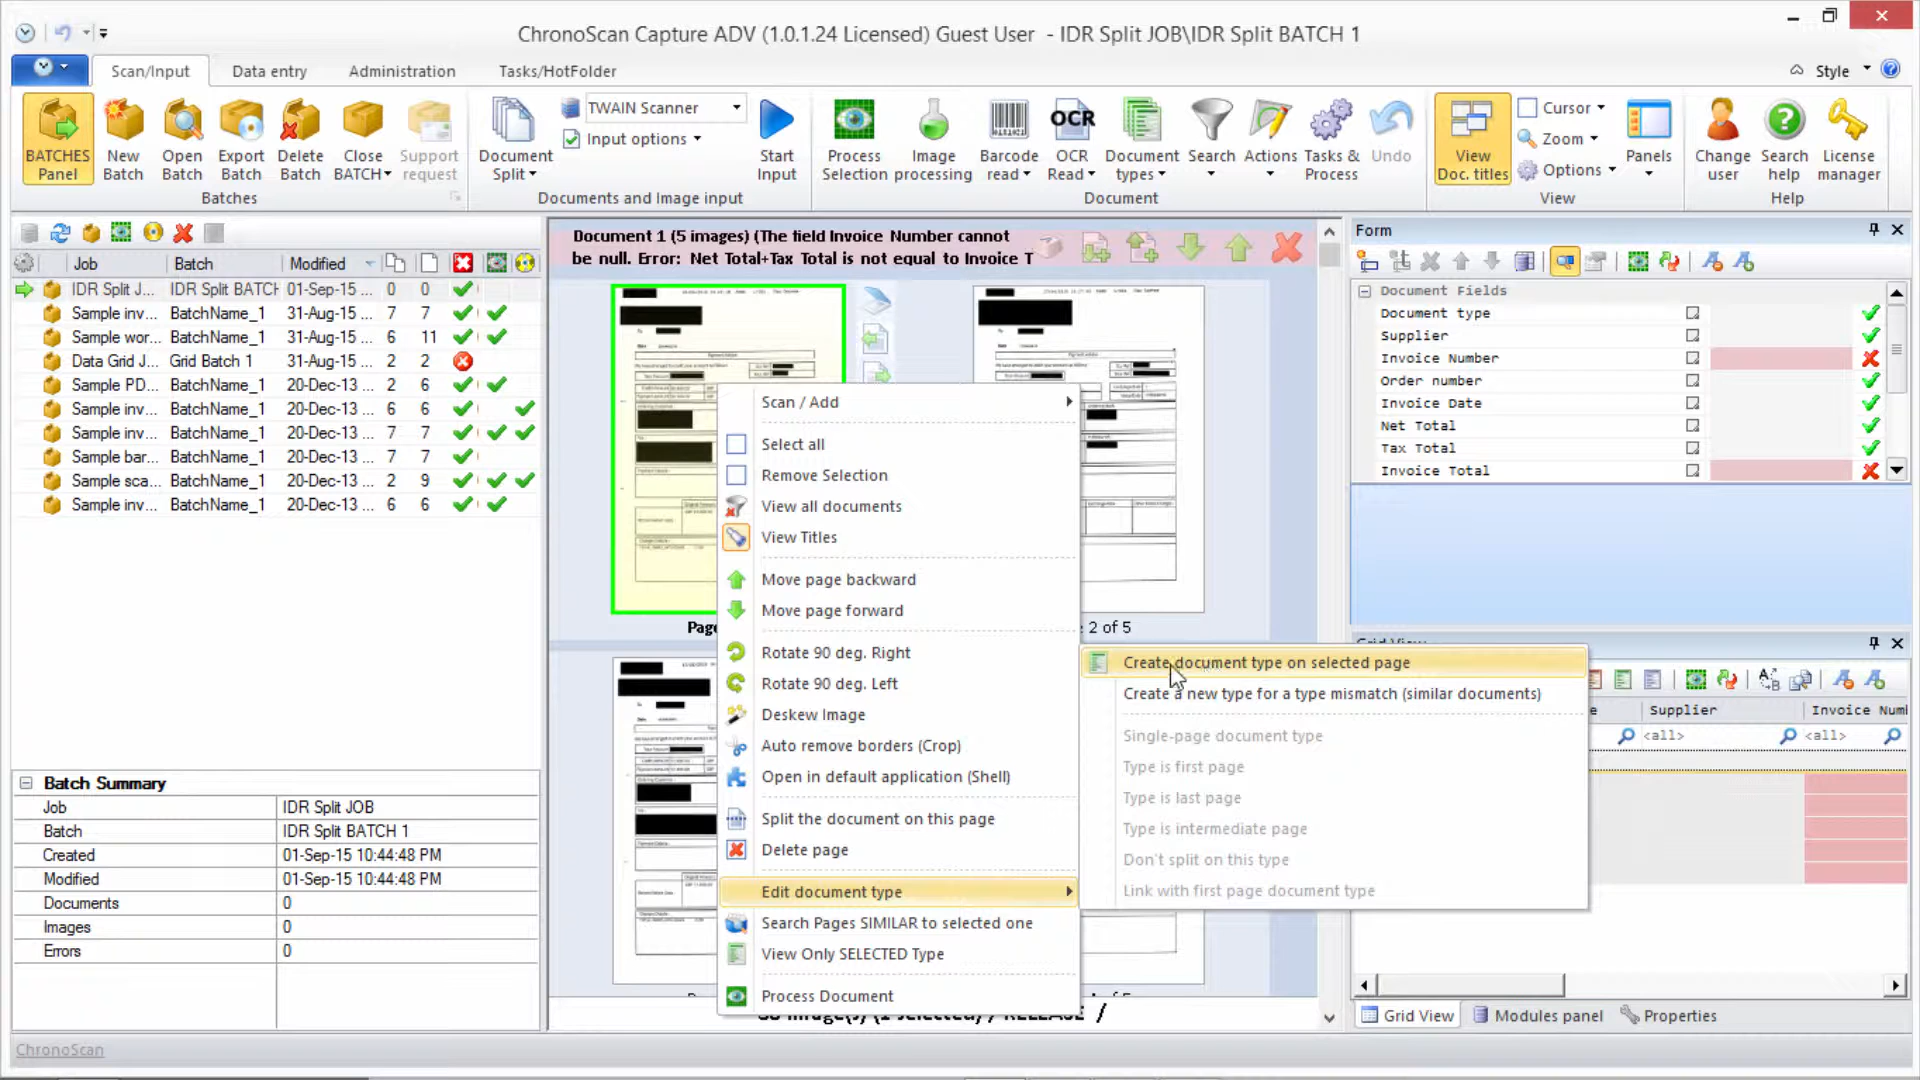 ChronoScan Capture ADV (1.0.1.24 Licensed) Guest User - IDR Split JOB\IDR Split BATCH 1
Scan/Input Data entry Administration Tasks/HotFolder Style
BATCHES Panel
New Batch
Open Batch
Export Batch
Delete Batch
Close BATCH
Support request
Batches
Document Split
TWAIN Scanner
Input options
Start Input
Documents and Image input
Process Selection
Image processing
Barcode read
OCR
OCR Read
Document types
Search
Actions
Tasks & Process
Undo
Document
View Doc. titles
Cursor
Zoom
Options
Panels
View
Change user
Search help
License manager
Help
Job Batch Modified
IDR Split J... IDR Split BATCH 01-Sep-15 ... 0 0
Sample inv... BatchName_1 31-Aug-15 ... 7 7
Sample wor... BatchName_1 31-Aug-15 ... 6 11
Data Grid J... Grid Batch 1 31-Aug-15 ... 2 2
Sample PD... BatchName_1 20-Dec-13 ... 2 6
Sample inv... BatchName_1 20-Dec-13 ... 6 6
Sample inv... BatchName_1 20-Dec-13 ... 7 7
Sample bar... BatchName_1 20-Dec-13 ... 7 7
Sample sca... BatchName_1 20-Dec-13 ... 2 9
Sample inv... BatchName_1 20-Dec-13 ... 6 6
Batch Summary
Job IDR Split JOB
Batch IDR Split BATCH 1
Created 01-Sep-15 10:44:48 PM
Modified 01-Sep-15 10:44:48 PM
Documents 0
Images 0
Errors 0
ChronoScan
Document 1 (5 images) (The field Invoice Number cannot
be null. Error: Net Total+Tax Total is not equal to Invoice T
Page
2 of 5
Scan / Add
Select all
Remove Selection
View all documents
View Titles
Move page backward
Move page forward
Rotate 90 deg. Right
Rotate 90 deg. Left
Deskew Image
Auto remove borders (Crop)
Open in default application (Shell)
Split the document on this page
Delete page
Edit document type
Search Pages SIMILAR to selected one
View Only SELECTED Type
Process Document
Create document type on selected page
Create a new type for a type mismatch (similar documents)
Single-page document type
Type is first page
Type is last page
Type is intermediate page
Don't split on this type
Link with first page document type
Form
Document Fields
Document type
Supplier
Invoice Number
Order number
Invoice Date
Net Total
Tax Total
Invoice Total
Grid View
Supplier Invoice Num
<all> <all>
Grid View Modules panel Properties